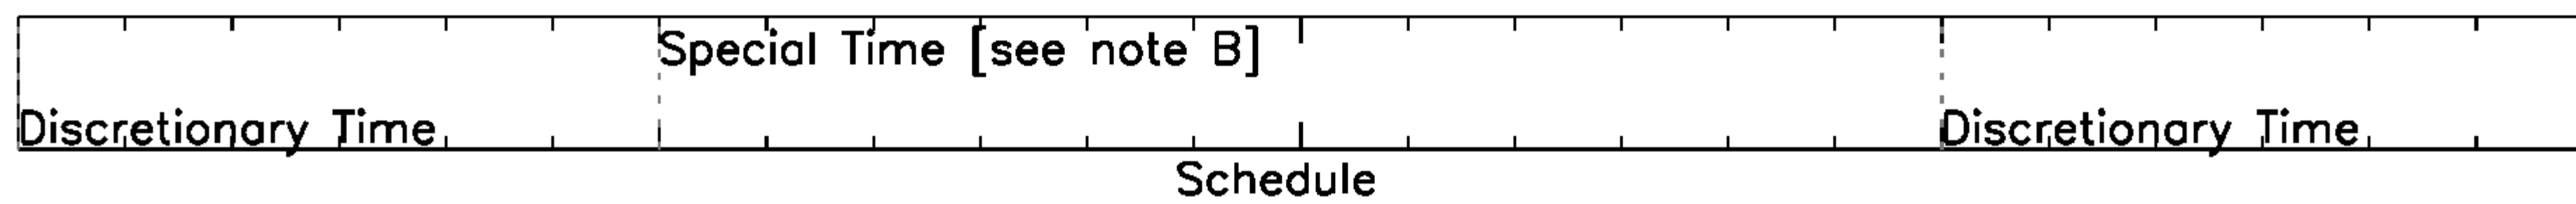 Special Time [see note B]
Discretionary Time
Discretionary Time
Schedule